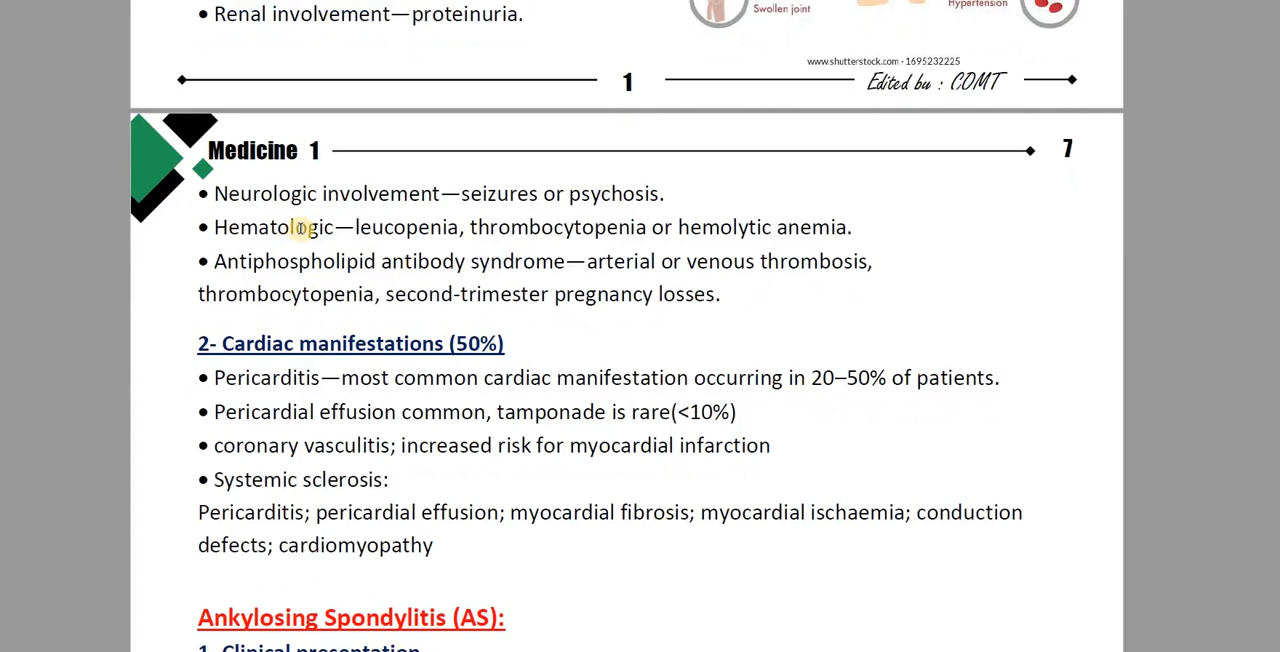 • Renal involvement—proteinuria.
Swollen joint
Hypertension
www.shutterstock.com · 1695232225
1
Edited by : COMT
Medicine 1
7
• Neurologic involvement—seizures or psychosis.
• Hematologic—leucopenia, thrombocytopenia or hemolytic anemia.
• Antiphospholipid antibody syndrome—arterial or venous thrombosis,
thrombocytopenia, second-trimester pregnancy losses.
2- Cardiac manifestations (50%)
• Pericarditis—most common cardiac manifestation occurring in 20–50% of patients.
• Pericardial effusion common, tamponade is rare(<10%)
• coronary vasculitis; increased risk for myocardial infarction
• Systemic sclerosis:
Pericarditis; pericardial effusion; myocardial fibrosis; myocardial ischaemia; conduction
defects; cardiomyopathy
Ankylosing Spondylitis (AS):
1- Clinical presentation